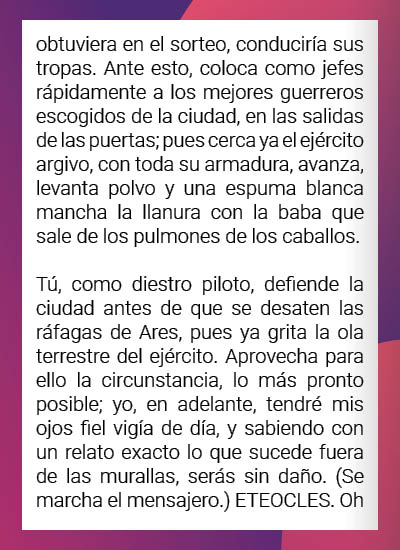 obtuviera en el sorteo, conduciría sus
tropas. Ante esto, coloca como jefes
rápidamente a los mejores guerreros
escogidos de la ciudad, en las salidas
de las puertas; pues cerca ya el ejército
argivo, con toda su armadura, avanza,
levanta polvo y una espuma blanca
mancha la llanura con la baba que
sale de los pulmones de los caballos.

Tú, como diestro piloto, defiende la
ciudad antes de que se desaten las
ráfagas de Ares, pues ya grita la ola
terrestre del ejército. Aprovecha para
ello la circunstancia, lo más pronto
posible; yo, en adelante, tendré mis
ojos fiel vigía de día, y sabiendo con
un relato exacto lo que sucede fuera
de las murallas, serás sin daño. (Se
marcha el mensajero.) ETEOCLES. Oh